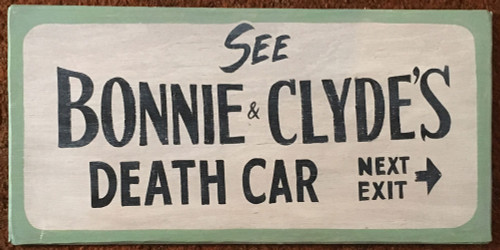 See
BONNIE & CLYDE'S
DEATH CAR NEXT
EXIT